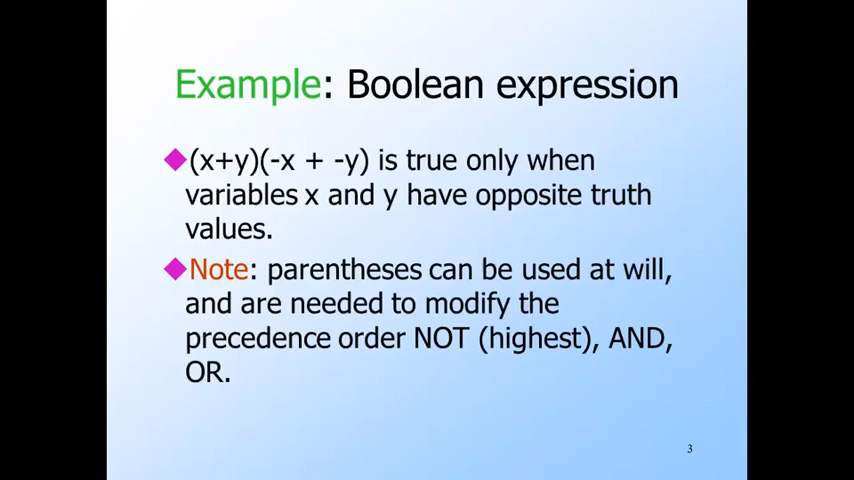 Example: Boolean expression
◆(x+y)(-x + -y) is true only when
variables x and y have opposite truth
values.
◆Note: parentheses can be used at will,
and are needed to modify the
precedence order NOT (highest), AND,
OR.
3